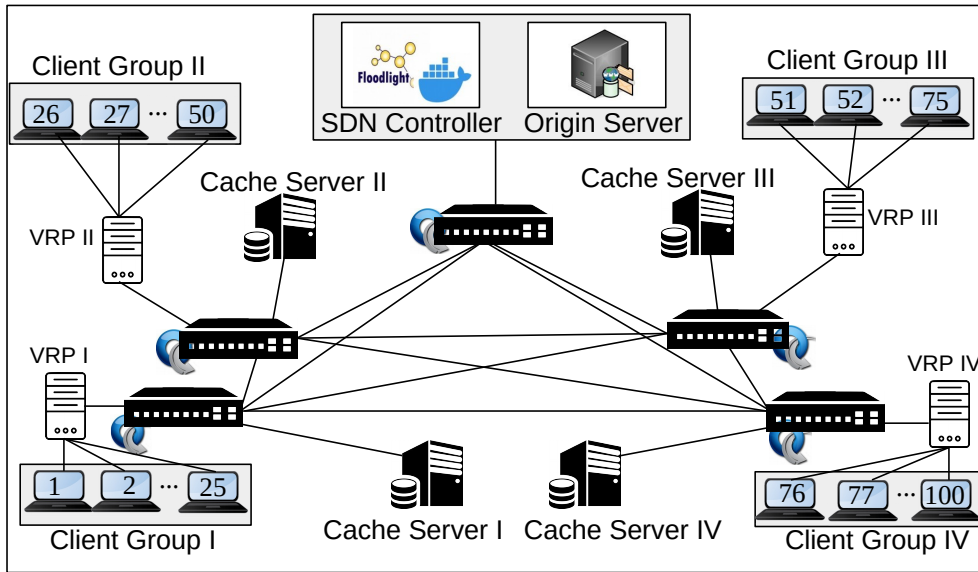 Client Group II
26 27 ... 50
Floodlight
SDN Controller
Origin Server
Client Group III
51 52 ... 75
Cache Server II
Cache Server III
VRP II
VRP III
VRP I
VRP IV
1 2 ... 25
Client Group I
Cache Server I
Cache Server IV
76 77 ... 100
Client Group IV